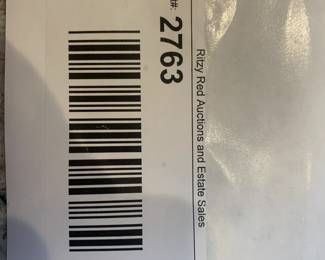 Ritzy Red Auctions and Estate Sales
t#: 2763